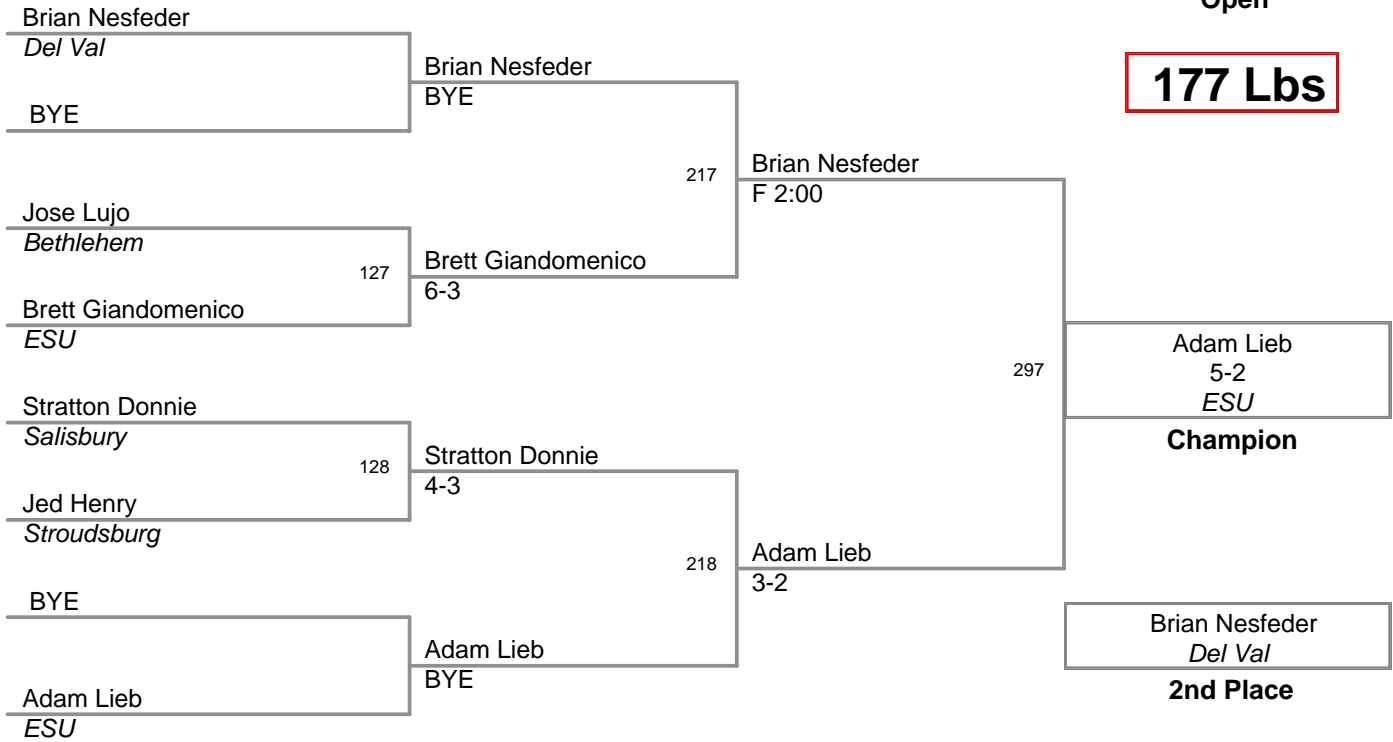 Open
177 Lbs
Brian Nesfeder
Del Val
BYE
Jose Lujo
Bethlehem
127
Brett Giandomenico
ESU
Stratton Donnie
Salisbury
128
Jed Henry
Stroudsburg
BYE
Adam Lieb
ESU
Brian Nesfeder
BYE
217
Brett Giandomenico
6-3
Stratton Donnie
4-3
218
Adam Lieb
BYE
Brian Nesfeder
F 2:00
297
Adam Lieb
3-2
Adam Lieb
5-2
ESU
Champion
Brian Nesfeder
Del Val
2nd Place